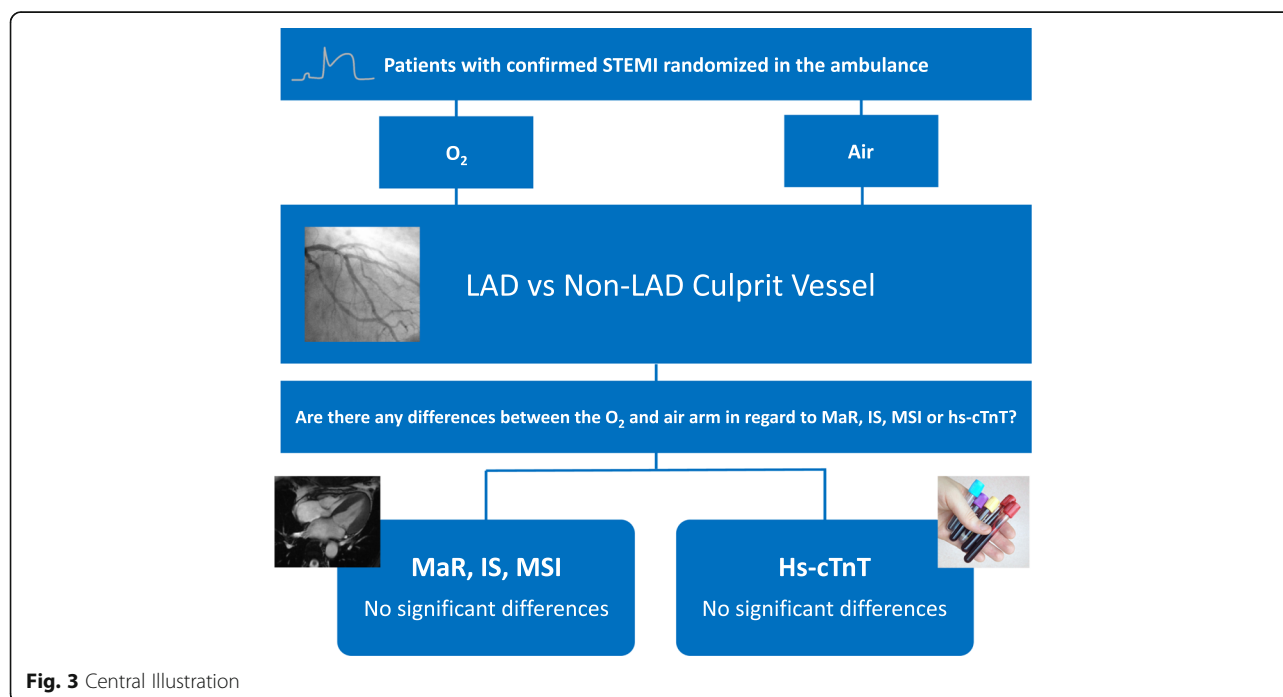 Patients with confirmed STEMI randomized in the ambulance
O₂
Air
LAD vs Non-LAD Culprit Vessel
Are there any differences between the O₂ and air arm in regard to MaR, IS, MSI or hs-cTnT?
MaR, IS, MSI
No significant differences
Hs-cTnT
No significant differences
Fig. 3 Central Illustration